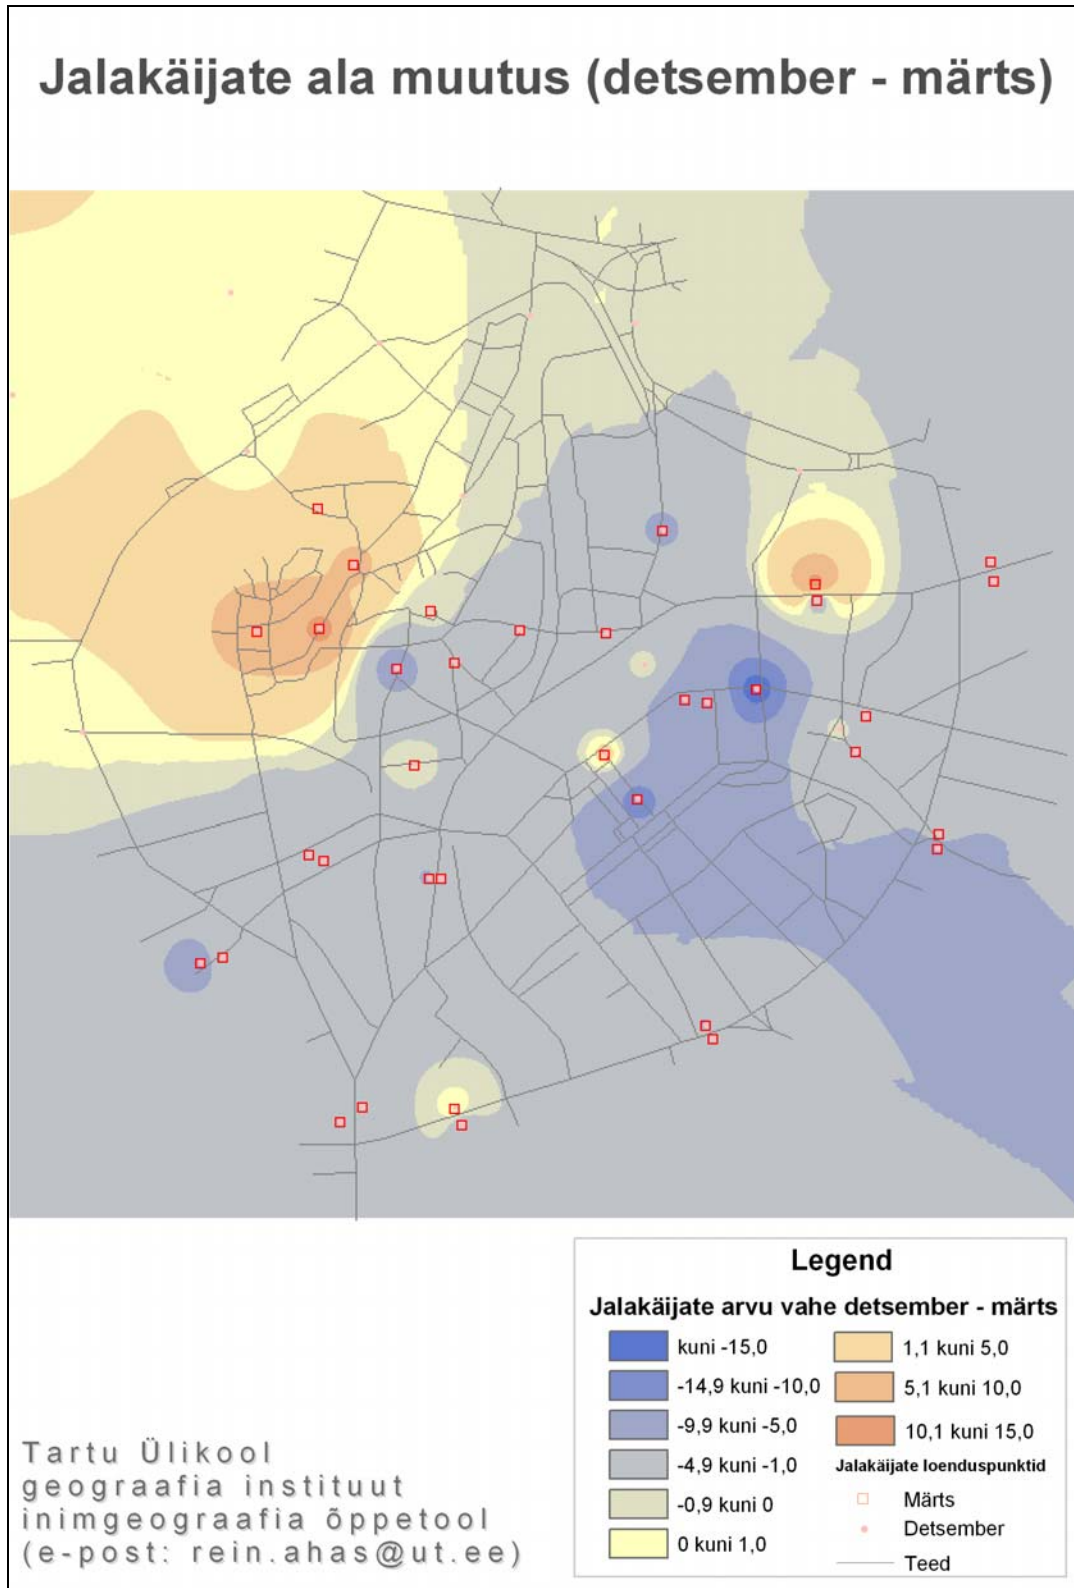 Jalakäijate ala muutus (detsember - märts)
Legend
Jalakäijate arvu vahe detsember - märts
kuni -15,0
-14,9 kuni -10,0
-9,9 kuni -5,0
-4,9 kuni -1,0
-0,9 kuni 0
0 kuni 1,0
1,1 kuni 5,0
5,1 kuni 10,0
10,1 kuni 15,0
Jalakäijate loenduspunktid
Märts
Detsember
Teed
Tartu Ülikool
geograafia instituut
inimgeograafia õppetool
(e-post: rein.ahas@ut.ee)